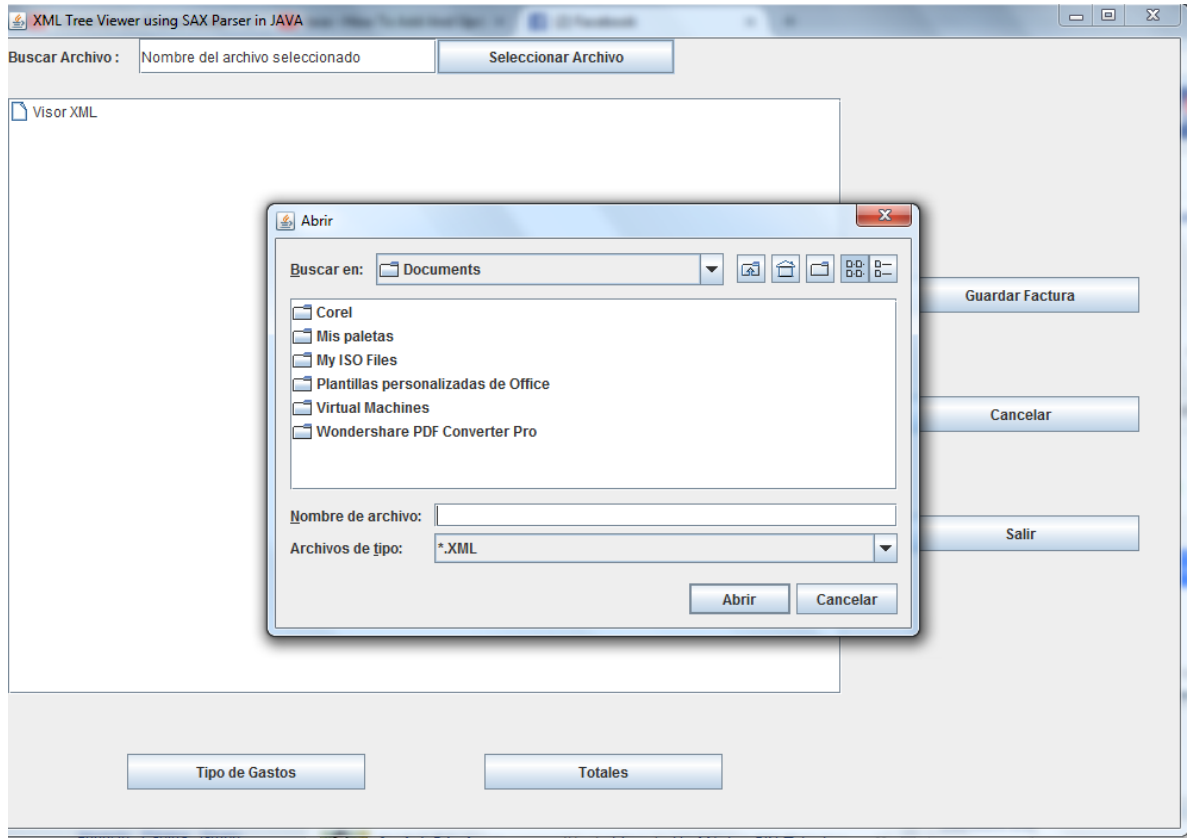 XML Tree Viewer using SAX Parser in JAVA
Buscar Archivo : Nombre del archivo seleccionado Seleccionar Archivo
Visor XML
Abrir
Buscar en: Documents
Corel
Mis paletas
My ISO Files
Plantillas personalizadas de Office
Virtual Machines
Wondershare PDF Converter Pro
Nombre de archivo:
Archivos de tipo: *.XML
Abrir Cancelar
Guardar Factura
Cancelar
Salir
Tipo de Gastos Totales